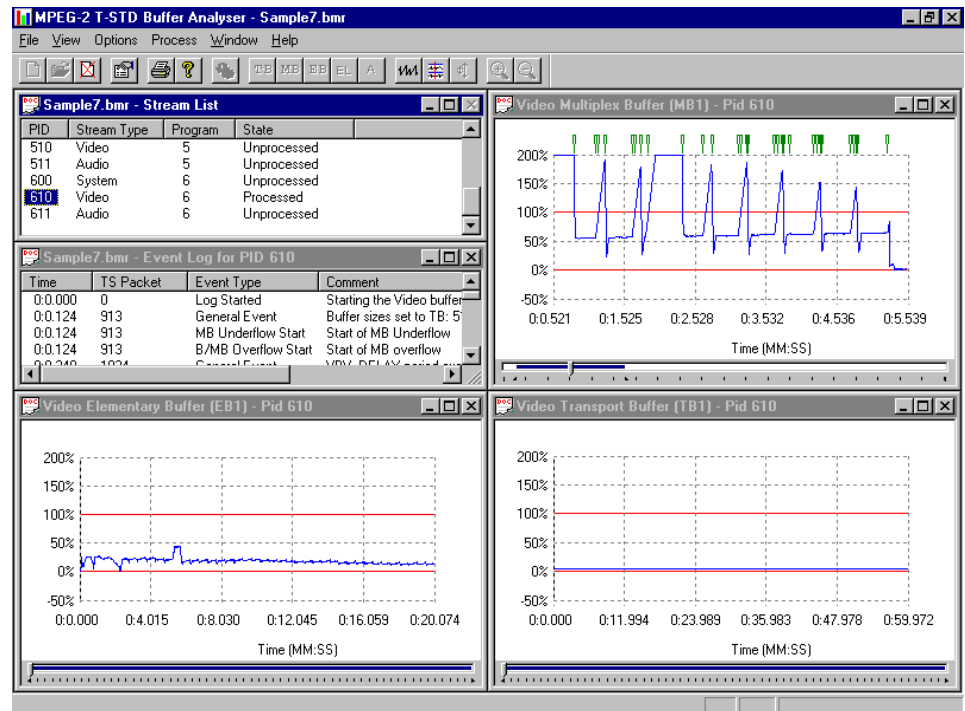 MPEG-2 T-STD Buffer Analyser - Sample7.bmr
File View Options Process Window Help
TB MB EB EL A
Sample7.bmr - Stream List
PID Stream Type Program State
510 Video 5 Unprocessed
511 Audio 5 Unprocessed
600 System 6 Unprocessed
610 Video 6 Processed
611 Audio 6 Unprocessed
Sample7.bmr - Event Log for PID 610
Time TS Packet Event Type Comment
0:0.000 0 Log Started Starting the Video buffer
0:0.124 913 General Event Buffer sizes set to TB: 5
0:0.124 913 MB Underflow Start Start of MB Underflow
0:0.124 913 B/MB Overflow Start Start of MB overflow
Video Multiplex Buffer (MB1) - Pid 610
200%
150%
100%
50%
0%
-50%
0:0.521 0:1.525 0:2.528 0:3.532 0:4.536 0:5.539
Time (MM:SS)
Video Elementary Buffer (EB1) - Pid 610
200%
150%
100%
50%
0%
-50%
0:0.000 0:4.015 0:8.030 0:12.045 0:16.059 0:20.074
Time (MM:SS)
Video Transport Buffer (TB1) - Pid 610
200%
150%
100%
50%
0%
-50%
0:0.000 0:11.994 0:23.989 0:35.983 0:47.978 0:59.972
Time (MM:SS)